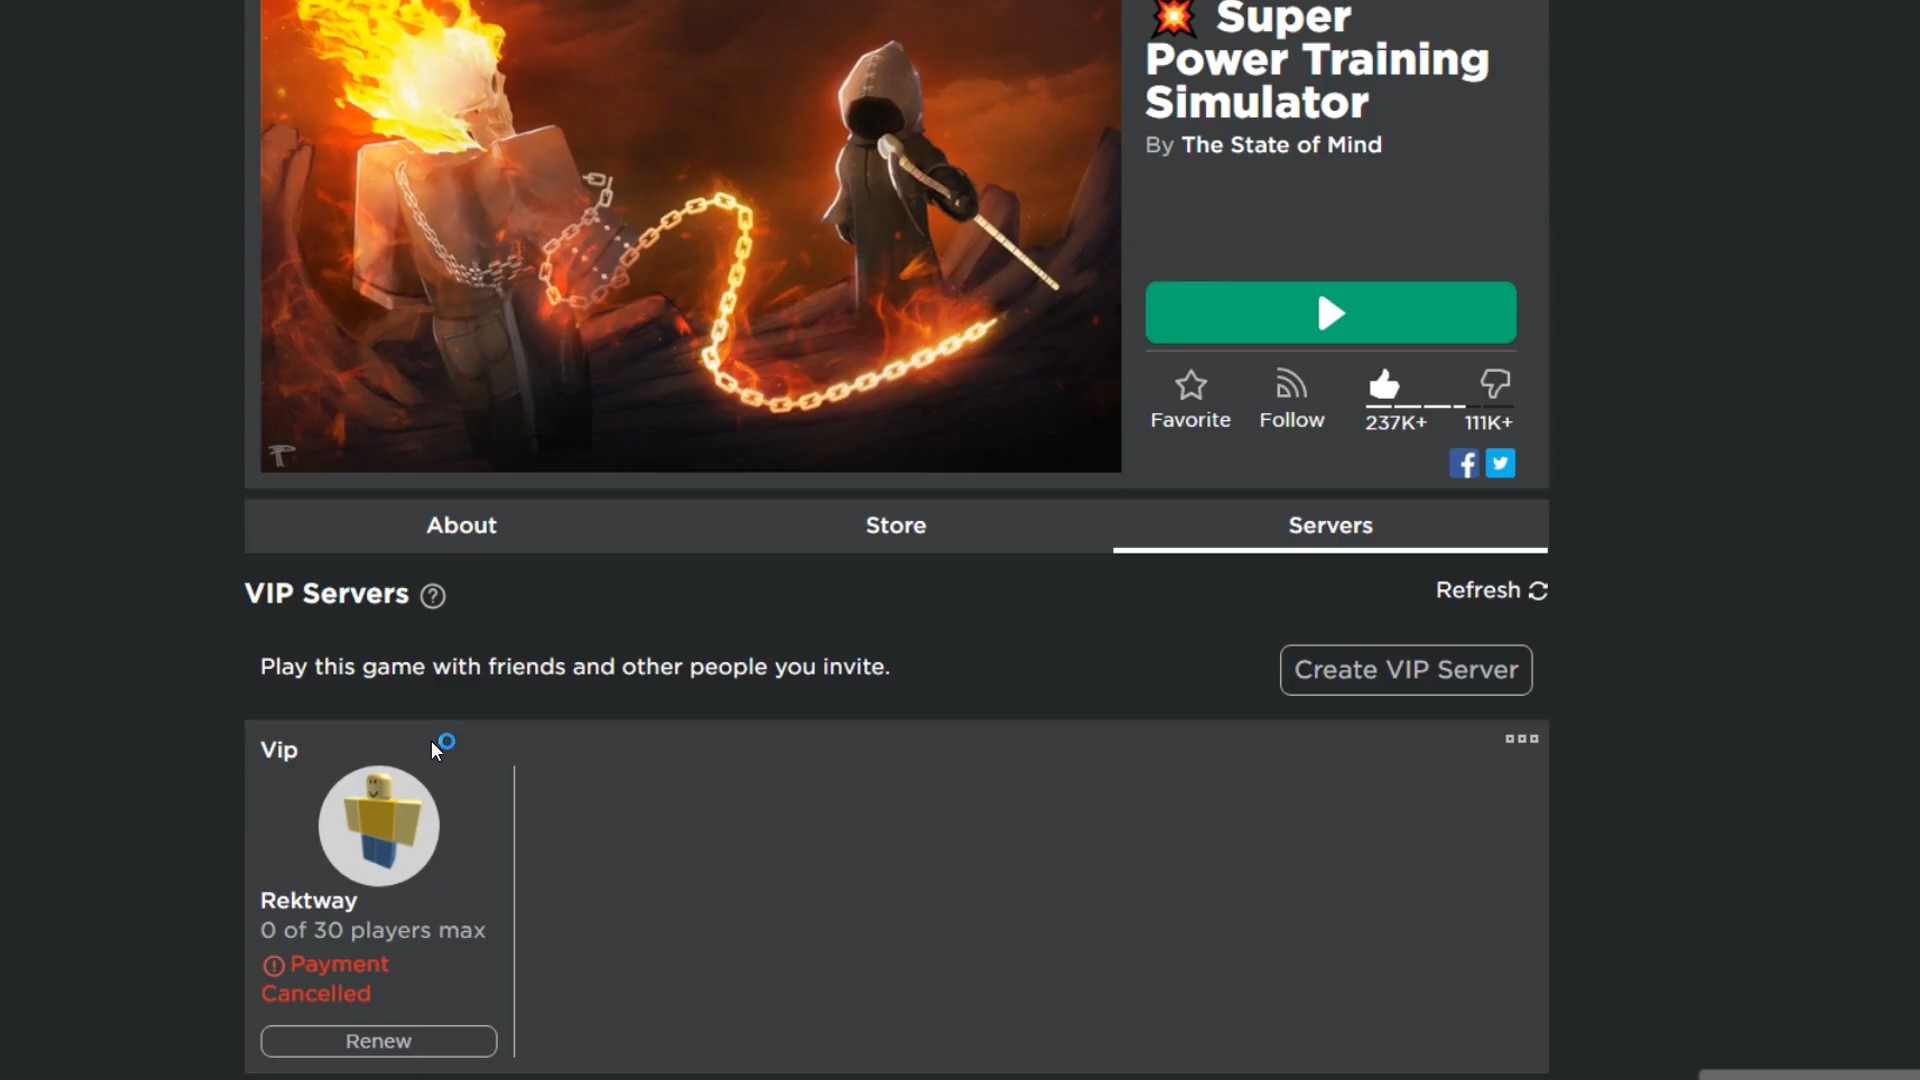 Super
Power Training
Simulator
By The State of Mind
Favorite
Follow
237K+
111K+
About
Store
Servers
VIP Servers
Refresh
Play this game with friends and other people you invite.
Create VIP Server
Vip
Rektway
0 of 30 players max
Payment
Cancelled
Renew